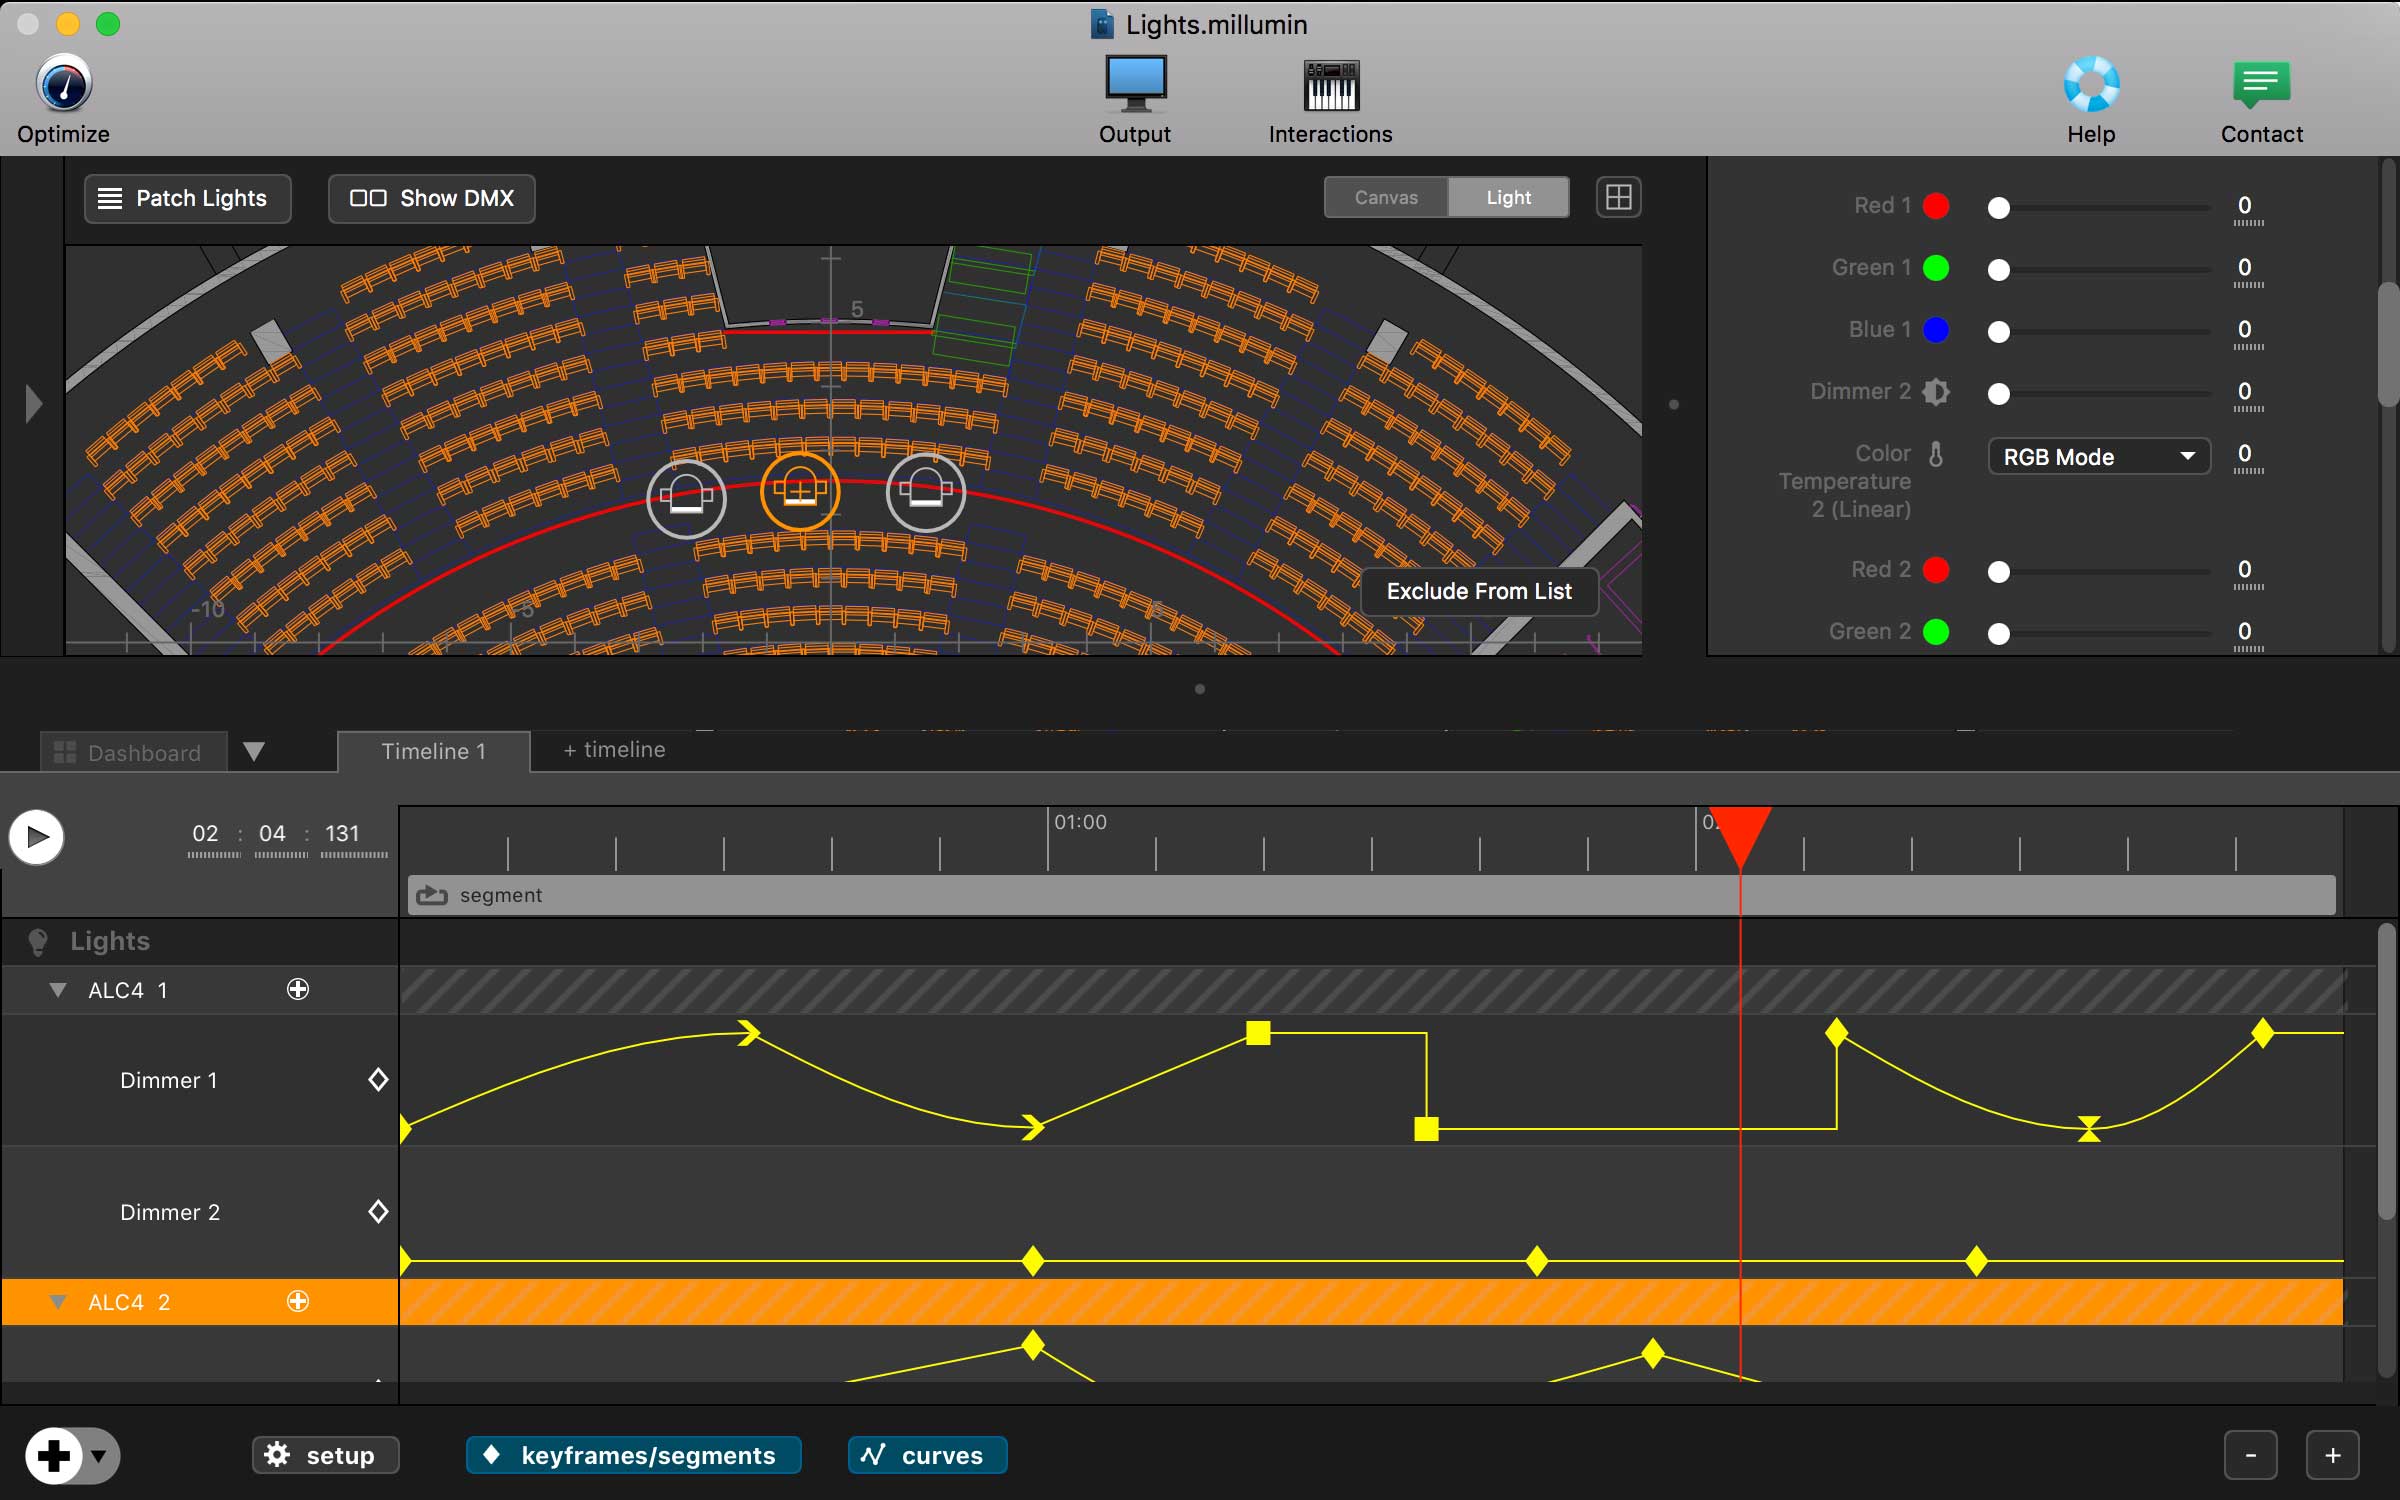 Lights.millumin
Optimize
Output
Interactions
Help
Contact
Patch Lights
Show DMX
Canvas
Light
5
-10
5
5
Exclude From List
Red 1
0
Green 1
0
Blue 1
0
Dimmer 2
0
Color
Temperature
2 (Linear)
RGB Mode
0
Red 2
0
Green 2
0
Dashboard
Timeline 1
+ timeline
02 : 04 : 131
01:00
segment
Lights
ALC4 1
Dimmer 1
Dimmer 2
ALC4 2
setup
keyframes/segments
curves
-
+